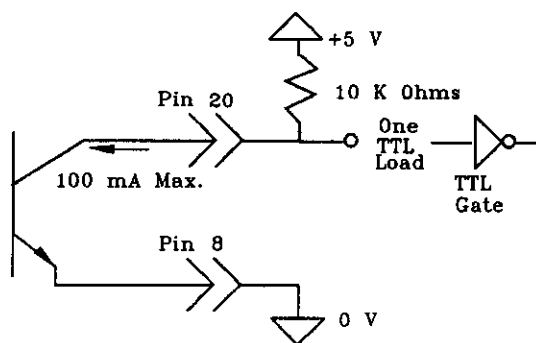 +5 V
Pin 20
10 K Ohms
One
TTL
Load
100 mA Max.
TTL
Gate
Pin 8
0 V